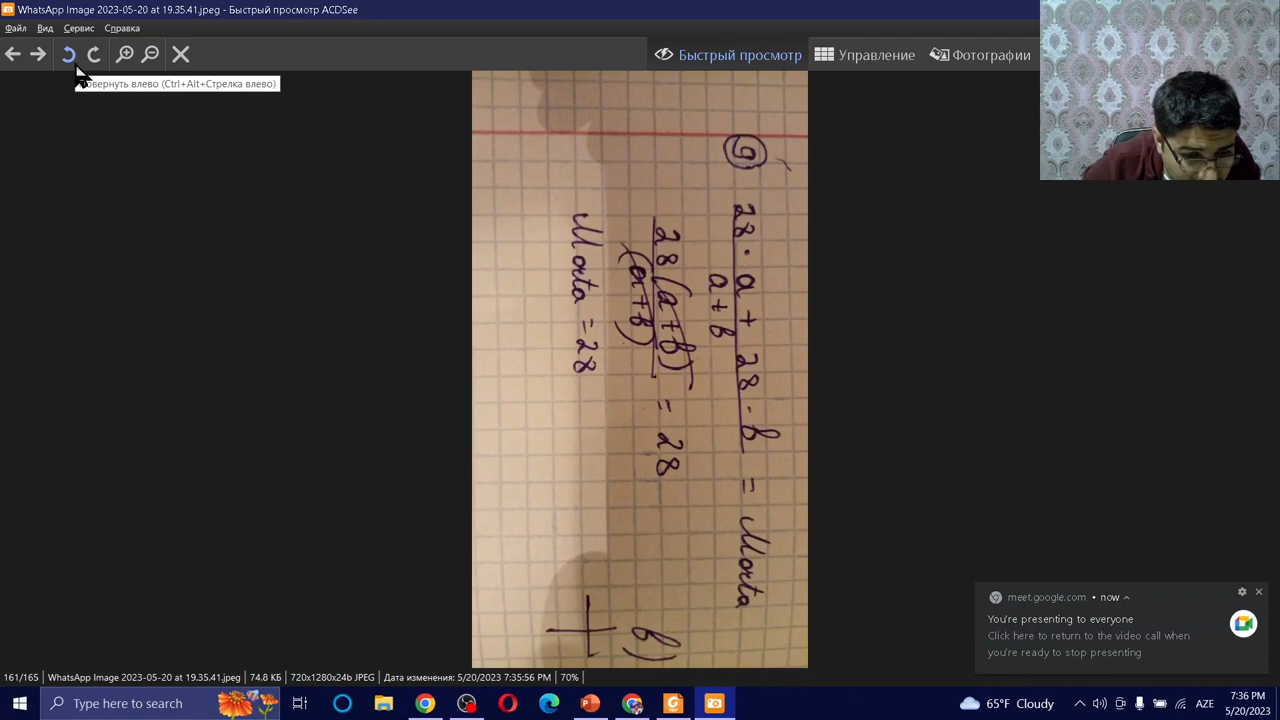 WhatsApp Image 2023-05-20 at 19.35.41.jpeg - Быстрый просмотр ACDSee
Файл Вид Сервис Справка
Быстрый просмотр Управление Фотографии
овернуть влево (Ctrl+Alt+Стрелка влево)
9 28 · a + 28 · b = Morta
a + b
28 (a + b) = 28
(a + b)
Morta = 28
b)
meet.google.com • now
You're presenting to everyone
Click here to return to the video call when
you're ready to stop presenting
161/165 WhatsApp Image 2023-05-20 at 19.35.41.jpeg 74.8 KБ 720x1280x24b JPEG Дата изменения: 5/20/2023 7:35:56 PM 70%
Type here to search 65°F Cloudy AZE 7:36 PM
5/20/2023